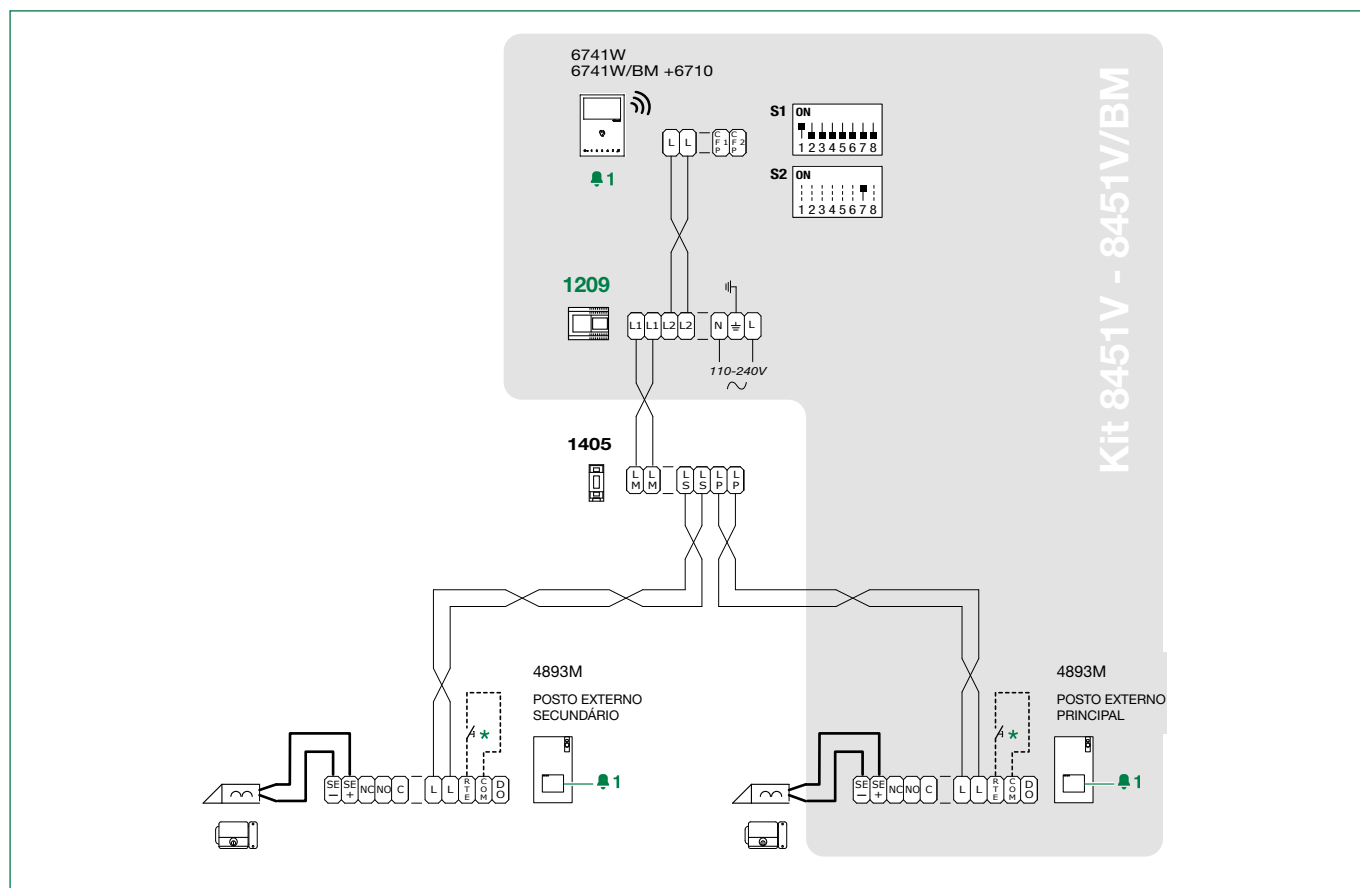 6741W
6741W/BM +6710
1
L L CFP1 CFP2
S1 ON
1 2 3 4 5 6 7 8
S2 ON
1 2 3 4 5 6 7 8
Kit 8451V - 8451V/BM
1209
L1 L1 L2 L2 N L
110-240V
1405
LM LM LS LS LP LP
4893M
POSTO EXTERNO
SECUNDÁRIO
*
1
SE- SE+ NC NO C L L RTE COM DO
4893M
POSTO EXTERNO
PRINCIPAL
*
1
SE- SE+ NC NO C L L RTE COM DO